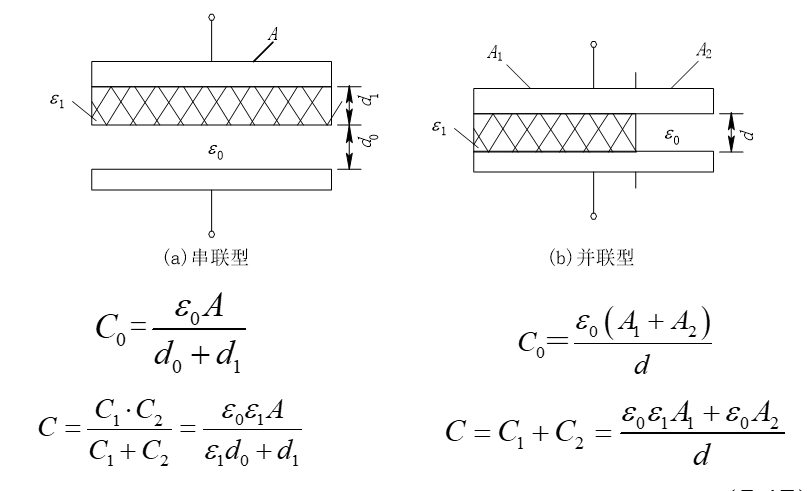 A
ε₁
d₁
ε₀
d₀
(a)串联型
C₀=ε₀A/(d₀+d₁)
C=(C₁·C₂)/(C₁+C₂)=ε₀ε₁A/(ε₁d₀+d₁)
A₁
A₂
ε₁
ε₀
d
(b)并联型
C₀=ε₀(A₁+A₂)/d
C=C₁+C₂=(ε₀ε₁A₁+ε₀A₂)/d